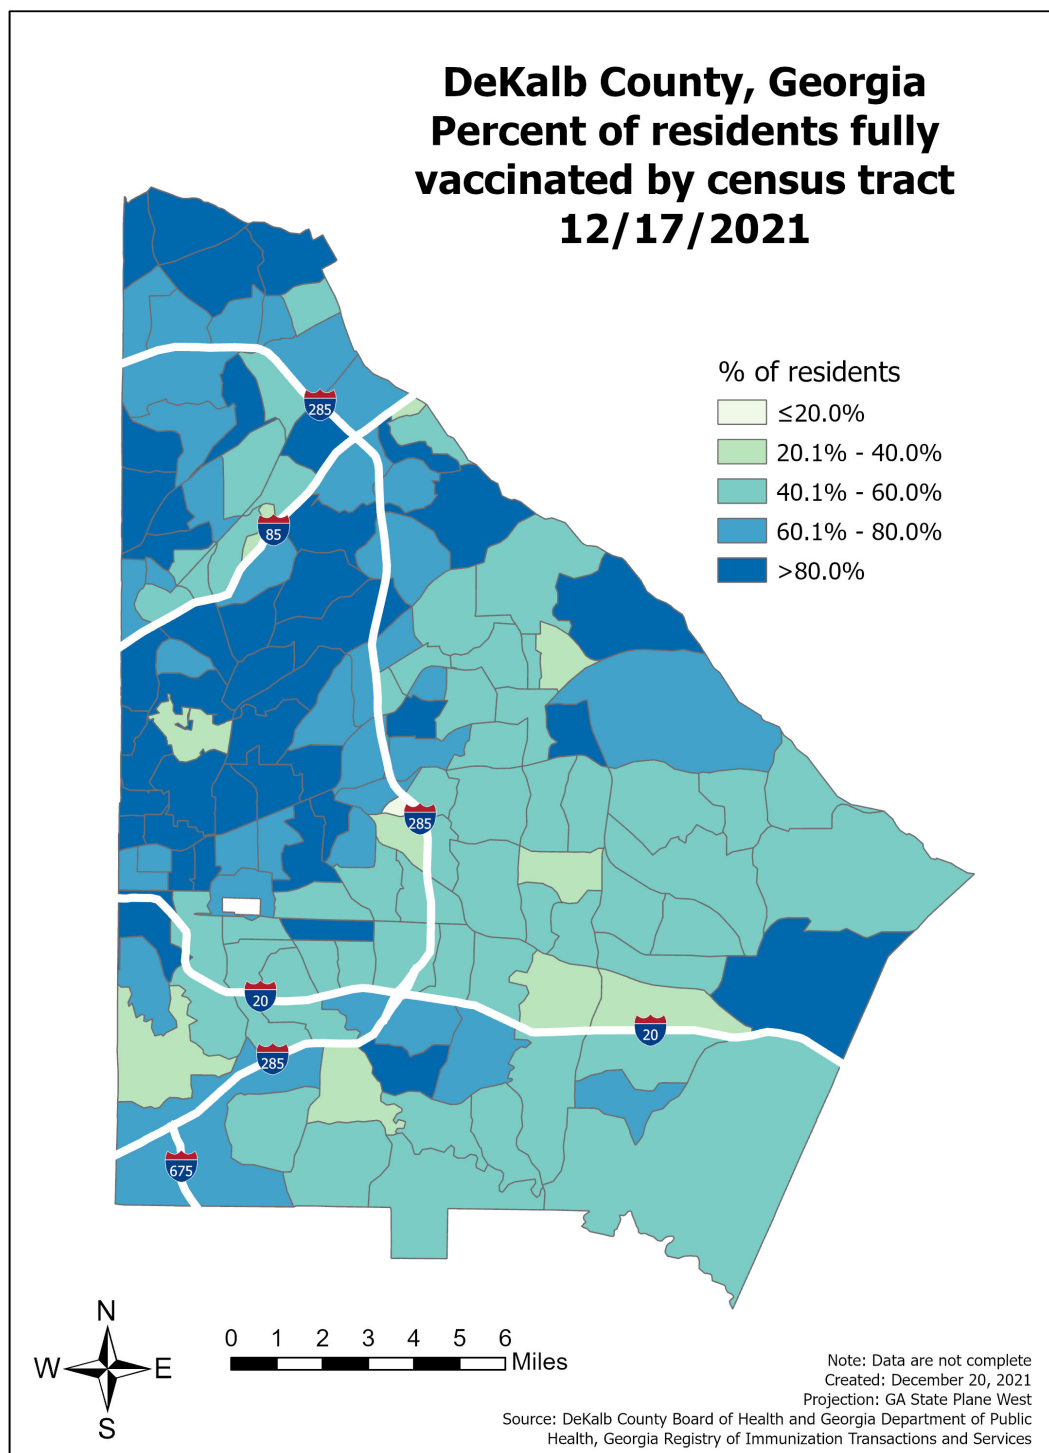 DeKalb County, Georgia
Percent of residents fully
vaccinated by census tract
12/17/2021
% of residents
≤20.0%
20.1% - 40.0%
40.1% - 60.0%
60.1% - 80.0%
>80.0%
285
85
285
20
20
285
675
N
W E
S
0 1 2 3 4 5 6
Miles
Note: Data are not complete
Created: December 20, 2021
Projection: GA State Plane West
Source: DeKalb County Board of Health and Georgia Department of Public
Health, Georgia Registry of Immunization Transactions and Services